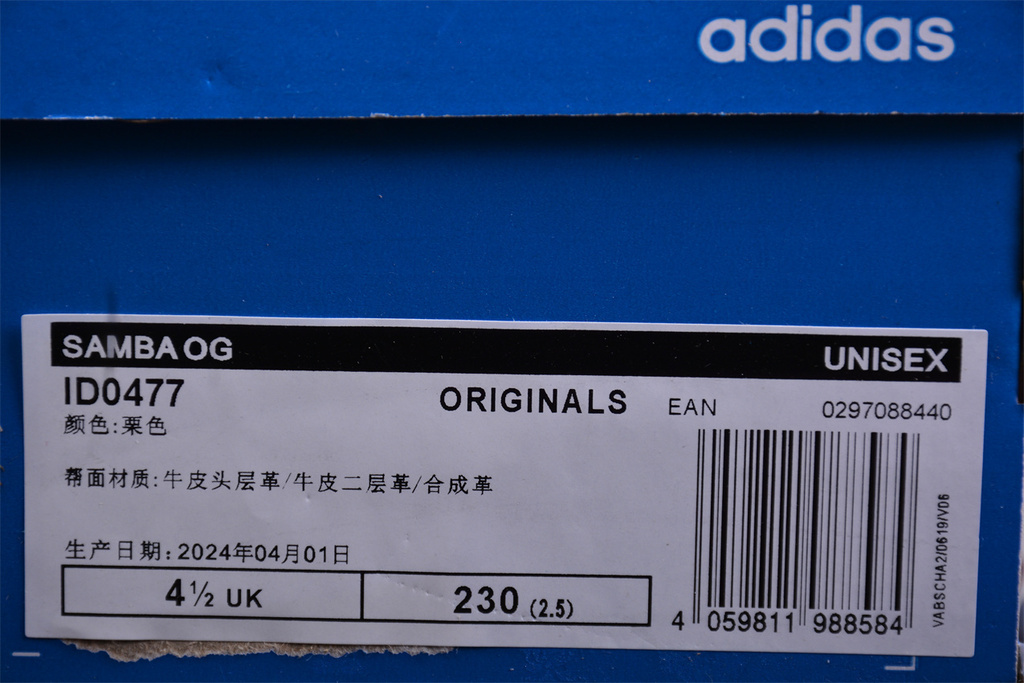 adidas
SAMBA OG UNISEX
ID0477 ORIGINALS EAN 0297088440
颜色:栗色
帮面材质:牛皮头层革/牛皮二层革/合成革
生产日期:2024年04月01日
4½ UK 230 (2.5)
4 059811 988584
VABSCHA2/0619/V06